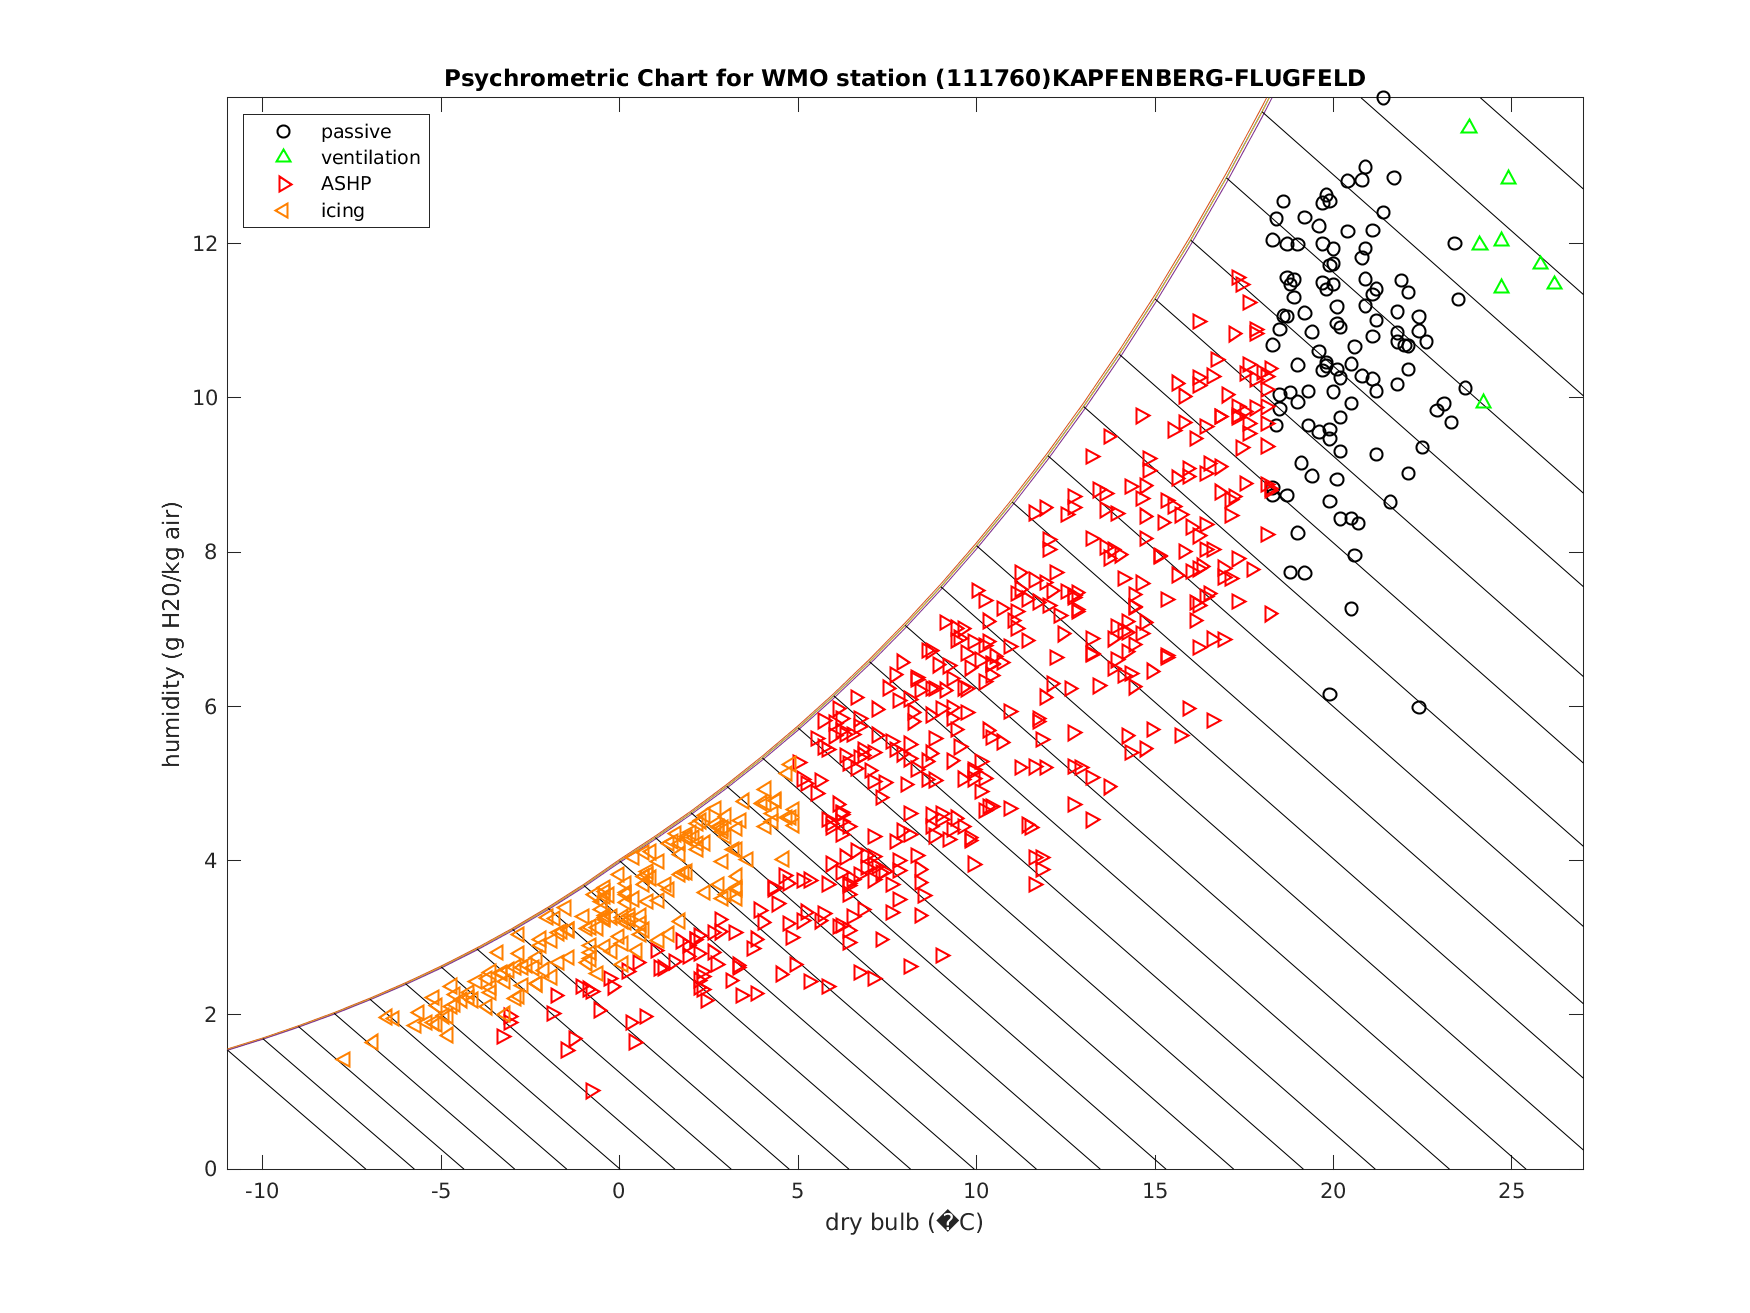 Psychrometric Chart for WMO station (111760)KAPFENBERG-FLUGFELD
passive
ventilation
ASHP
icing
humidity (g H20/kg air)
12
10
8
6
4
2
0
-10 -5 0 5 10 15 20 25
dry bulb (�C)